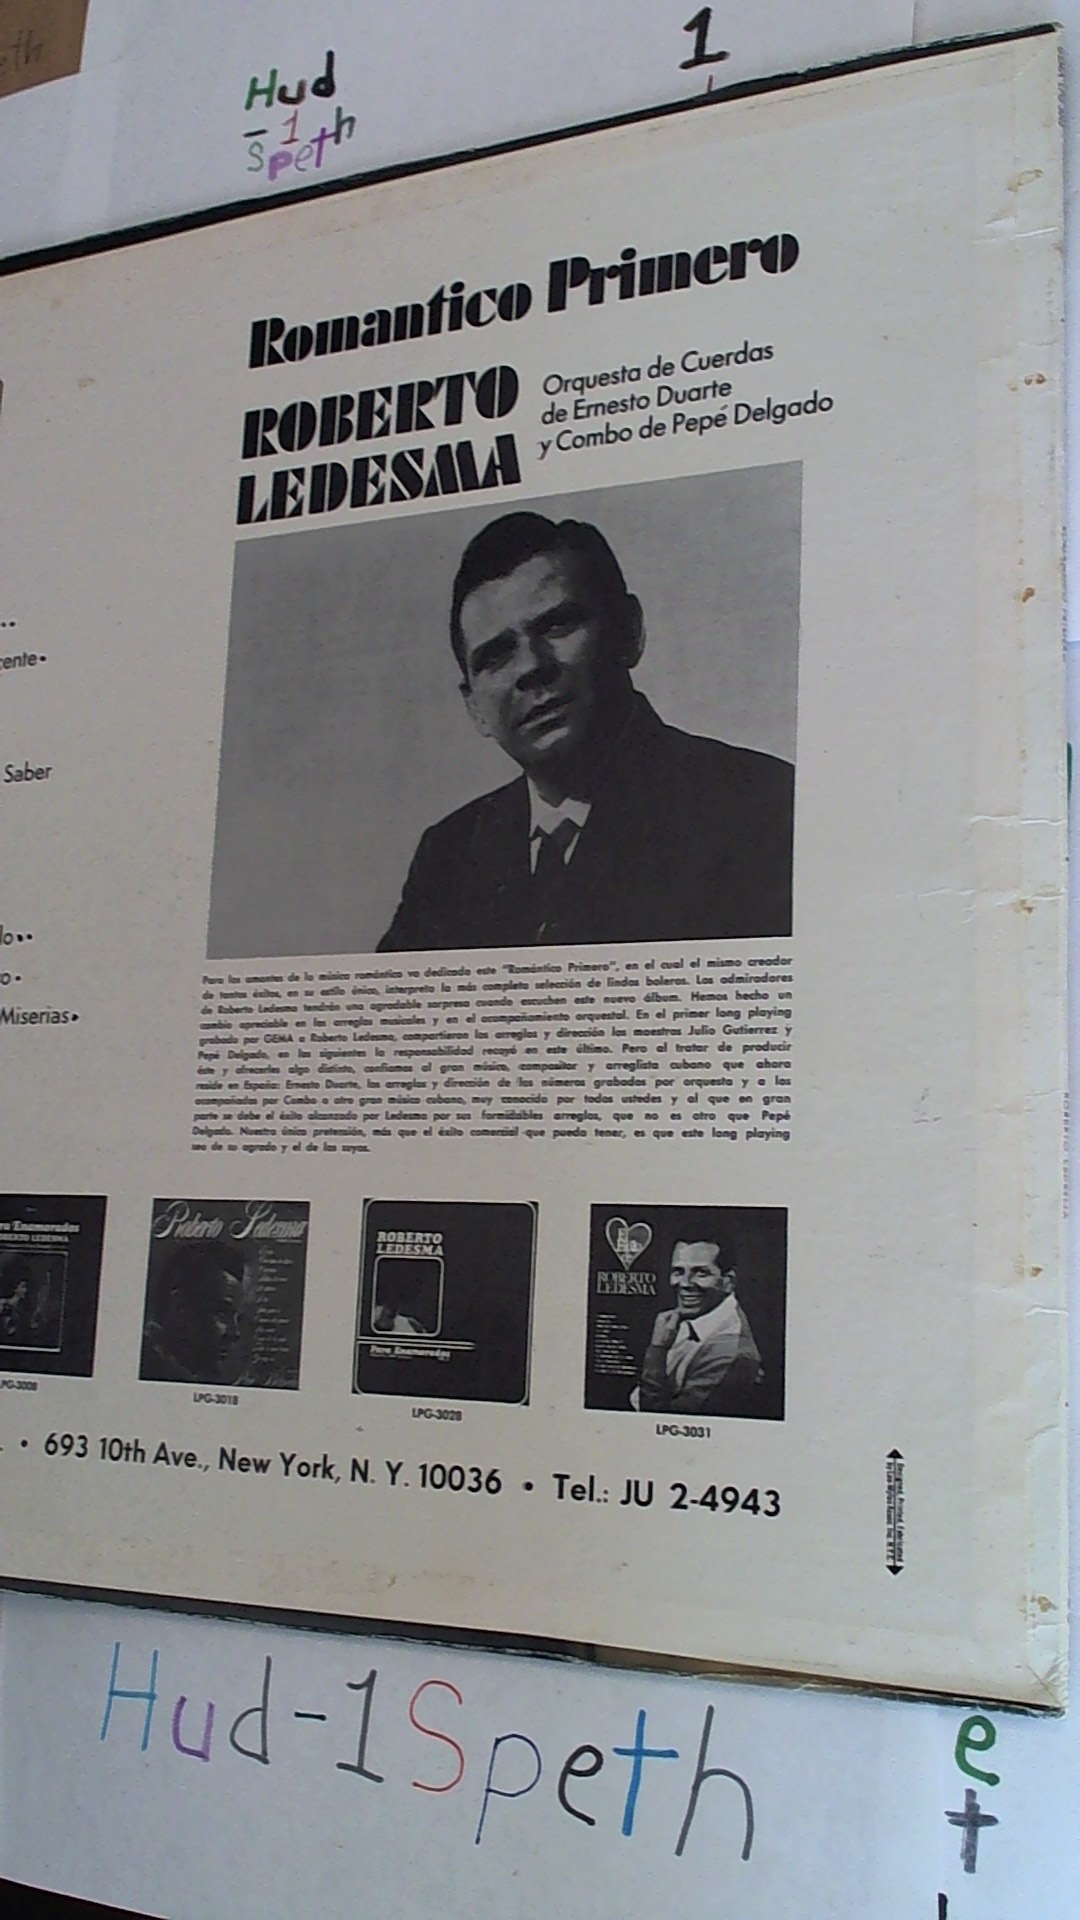 eth
Hud
-1
Speth
1
Romantico Primero
ROBERTO
LEDESMA
Orquesta de Cuerdas
de Ernesto Duarte
y Combo de Pepé Delgado
cente•
Saber
lo••
o•
Miserias•
Para los amantes de la música romántica va dedicado este "Romántico Primero", en el cual el mismo creador
de tantos éxitos, en su estilo único, interpreta la más completa selección de lindos boleros. Los admiradores
de Roberto Ledesma tendrán una agradable sorpresa cuando escuchen este nuevo álbum. Hemos hecho un
cambio apreciable en los arreglos musicales y en el acompañamiento orquestal. En el primer long playing
grabado por GEMA a Roberto Ledesma, compartieron los arreglos y dirección los maestros Julio Gutierrez y
Pepé Delgado, en los siguientes la responsabilidad recayó en este último. Pero al tratar de producir
éste y ofrecerles algo distinto, confiamos al gran músico, compositor y arreglista cubano que ahora
reside en España: Ernesto Duarte, los arreglos y dirección de los números grabados por orquesta y a los
acompañados por Combo a otro gran músico cubano, muy conocido por todos ustedes y al que en gran
parte se debe el éxito alcanzado por Ledesma por sus formidables arreglos, que no es otro que Pepé
Delgado. Nuestra única pretensión, más que el éxito comercial que pueda tener, es que este long playing
sea de su agrado y el de los suyos.
ra Enamorados
ROBERTO LEDESMA
Roberto Ledesma
ROBERTO
LEDESMA
Para Enamorados
ROBERTO
LEDESMA
LPG-3008
LPG-3018
LPG-3028
LPG-3031
. • 693 10th Ave., New York, N. Y. 10036 • Tel.: JU 2-4943
Designed, Printed, Fabricated
Hud-1Speth
e
t